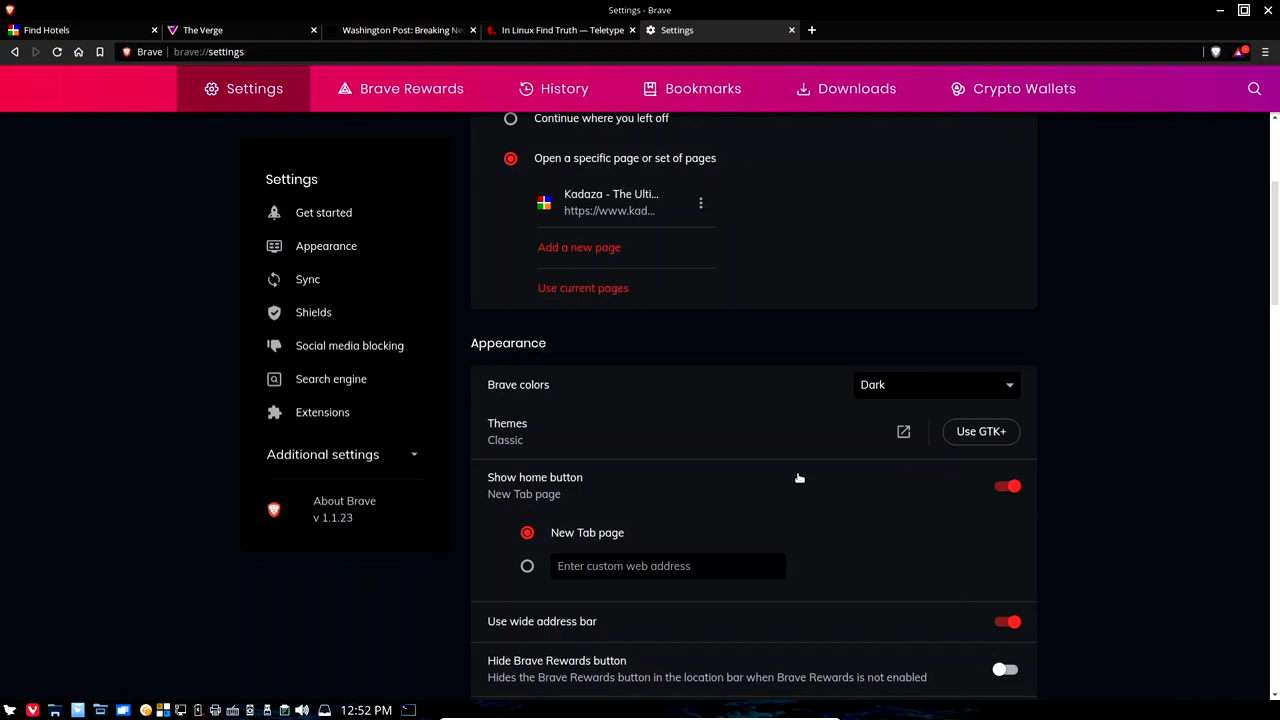 Settings - Brave
Find Hotels
The Verge
Washington Post: Breaking Ne
In Linux Find Truth — Teletype
Settings
Brave
brave://settings
Settings
Brave Rewards
History
Bookmarks
Downloads
Crypto Wallets
Settings
Get started
Appearance
Sync
Shields
Social media blocking
Search engine
Extensions
Additional settings
About Brave
v 1.1.23
Continue where you left off
Open a specific page or set of pages
Kadaza - The Ulti...
https://www.kad...
Add a new page
Use current pages
Appearance
Brave colors
Dark
Themes
Classic
Use GTK+
Show home button
New Tab page
New Tab page
Enter custom web address
Use wide address bar
Hide Brave Rewards button
Hides the Brave Rewards button in the location bar when Brave Rewards is not enabled
12:52 PM